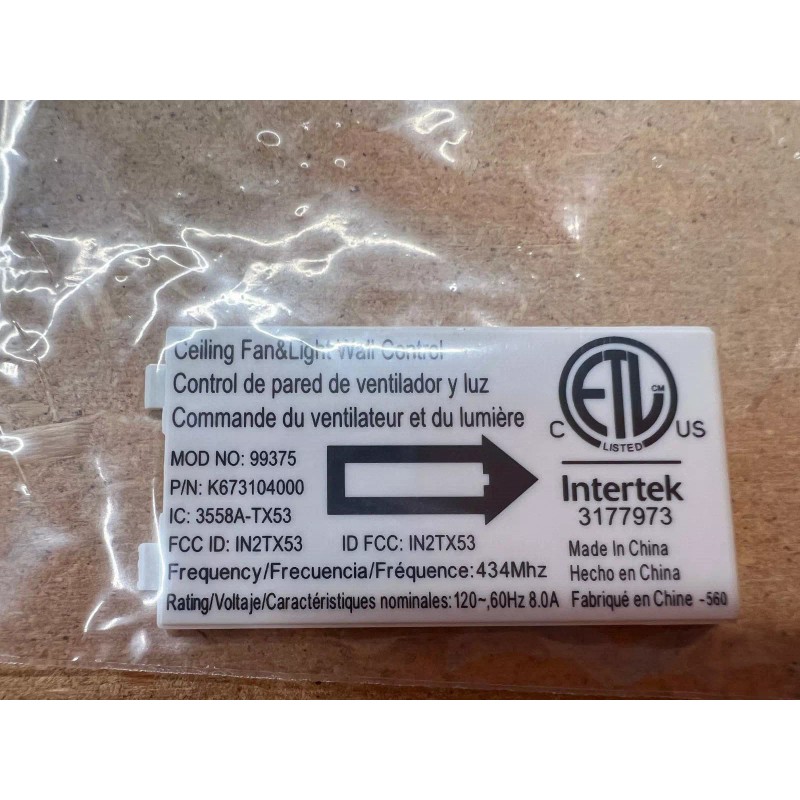 Ceiling Fan&Light Wall Control
Control de pared de ventilador y luz
Commande du ventilateur et du lumière
MOD NO: 99375
P/N: K673104000
IC: 3558A-TX53
FCC ID: IN2TX53 ID FCC: IN2TX53
Frequency/Frecuencia/Fréquence:434Mhz
Rating/Voltaje/Caractéristiques nominales:120~,60Hz 8.0A
ETL CM
C US
LISTED
Intertek
3177973
Made In China
Hecho en China
Fabriqué en Chine -560